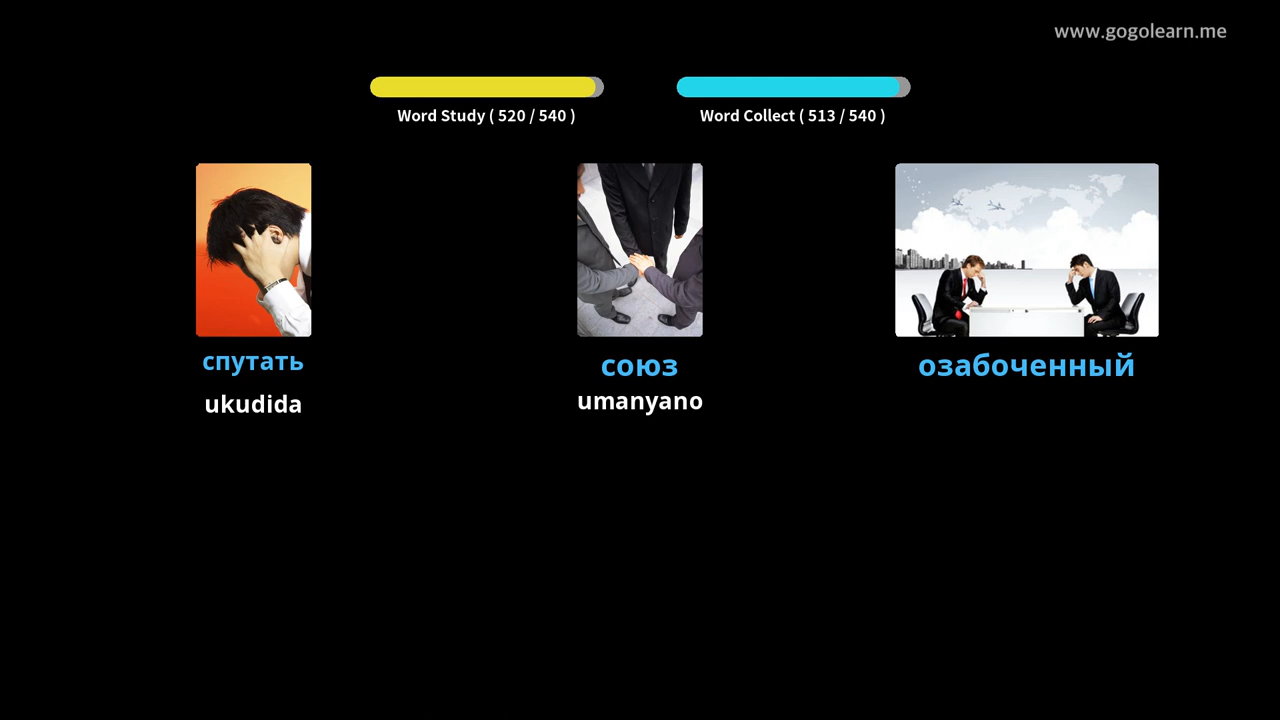 www.gogolearn.me
Word Study ( 520 / 540 )
Word Collect ( 513 / 540 )
спутать
ukudida
союз
umanyano
озабоченный